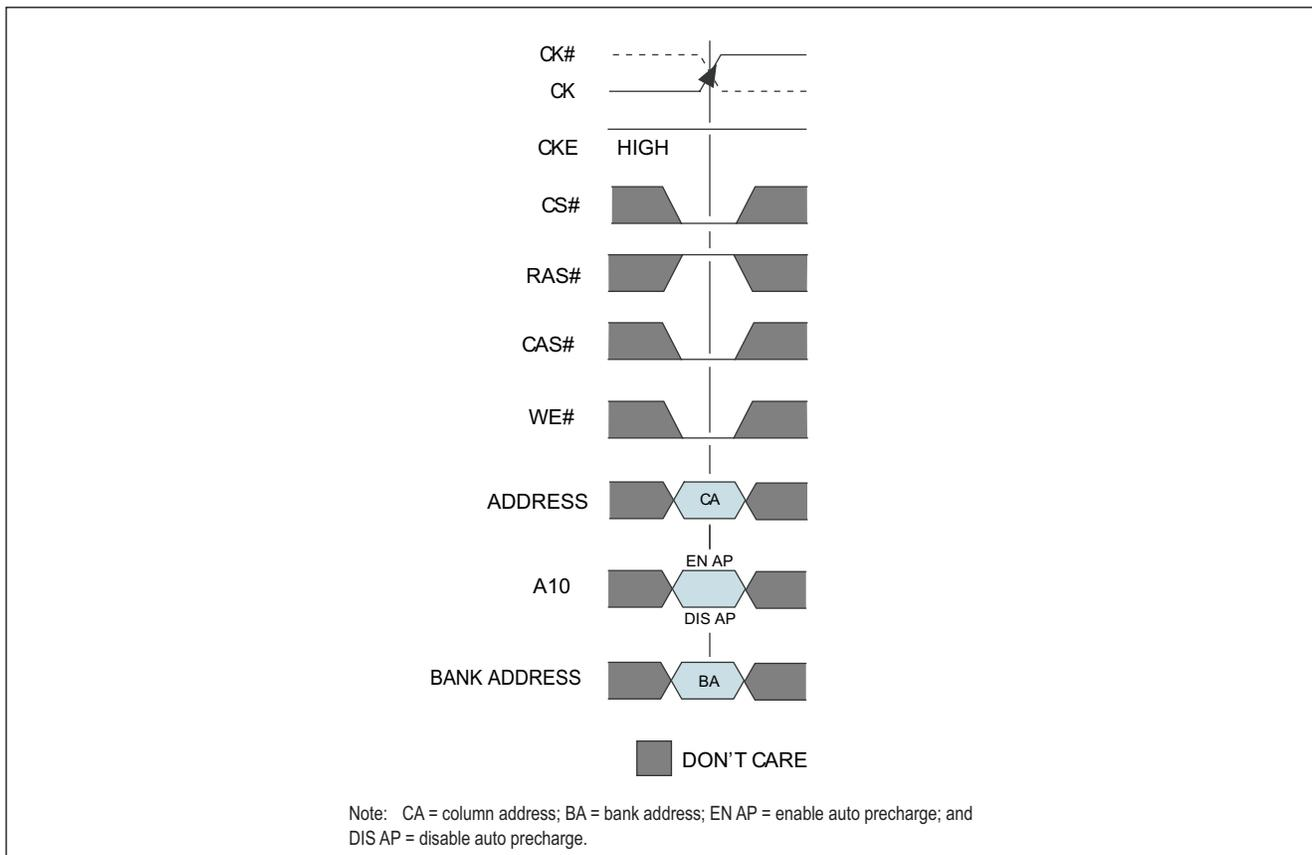 CK#
CK
CKE HIGH
CS#
RAS#
CAS#
WE#
ADDRESS CA
EN AP
A10
DIS AP
BANK ADDRESS BA
DON'T CARE
Note: CA = column address; BA = bank address; EN AP = enable auto precharge; and
DIS AP = disable auto precharge.